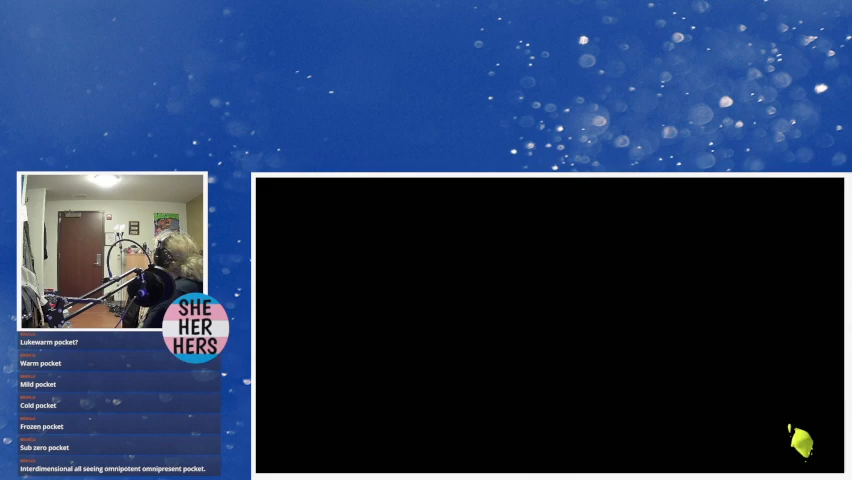 SHE
HER
HERS
Lukewarm pocket?
Warm pocket
Mild pocket
Cold pocket
Frozen pocket
Sub zero pocket
Interdimensional all seeing omnipotent omnipresent pocket.